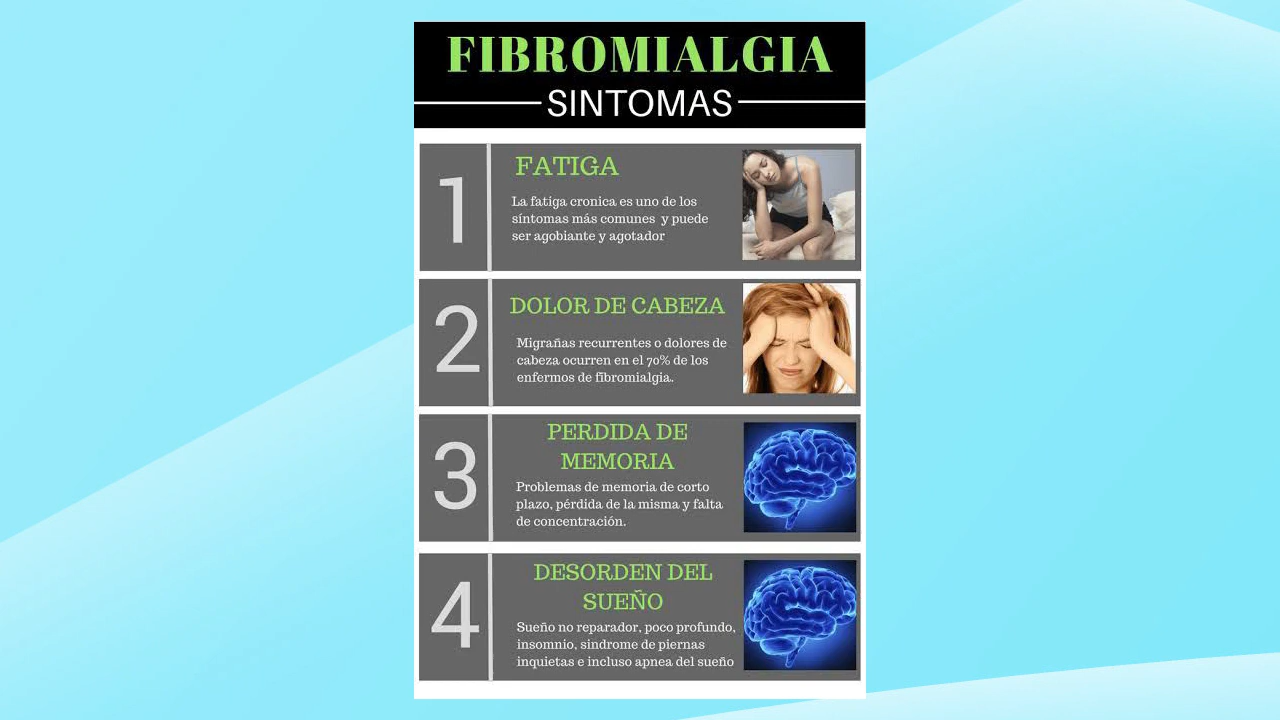 FIBROMIALGIA
SINTOMAS
1
FATIGA
La fatiga cronica es uno de los
síntomas más comunes y puede
ser agobiante y agotador
2
DOLOR DE CABEZA
Migrañas recurrentes o dolores de
cabeza ocurren en el 70% de los
enfermos de fibromialgia.
3
PERDIDA DE
MEMORIA
Problemas de memoria de corto
plazo, pérdida de la misma y falta
de concentración.
4
DESORDEN DEL
SUEÑO
Sueño no reparador, poco profundo,
insomnio, sindrome de piernas
inquietas e incluso apnea del sueño